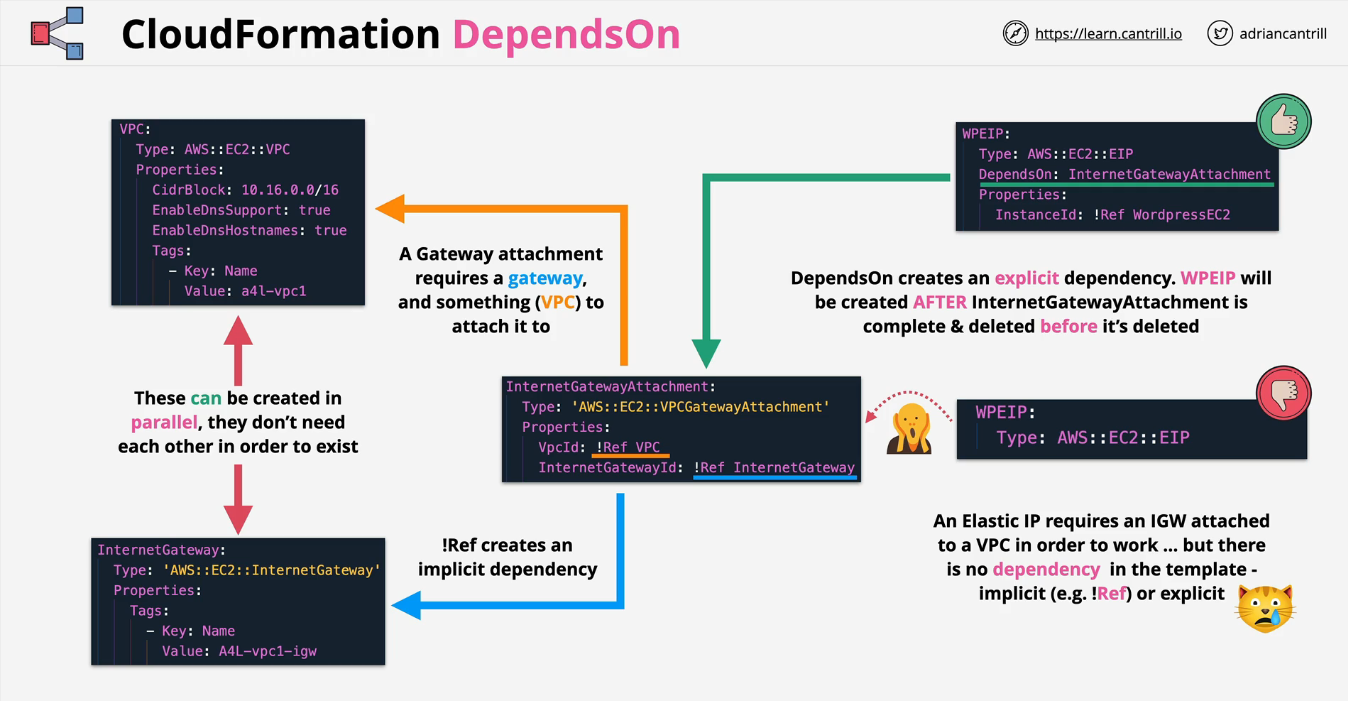 CloudFormation DependsOn
https://learn.cantrill.io
adriancantrill
VPC:
Type: AWS::EC2::VPC
Properties:
CidrBlock: 10.16.0.0/16
EnableDnsSupport: true
EnableDnsHostnames: true
Tags:
- Key: Name
Value: a4l-vpc1
A Gateway attachment
requires a gateway,
and something (VPC) to
attach it to
WPEIP:
Type: AWS::EC2::EIP
DependsOn: InternetGatewayAttachment
Properties:
InstanceId: !Ref WordpressEC2
DependsOn creates an explicit dependency. WPEIP will
be created AFTER InternetGatewayAttachment is
complete & deleted before it's deleted
These can be created in
parallel, they don't need
each other in order to exist
InternetGatewayAttachment:
Type: 'AWS::EC2::VPCGatewayAttachment'
Properties:
VpcId: !Ref VPC
InternetGatewayId: !Ref InternetGateway
WPEIP:
Type: AWS::EC2::EIP
InternetGateway:
Type: 'AWS::EC2::InternetGateway'
Properties:
Tags:
- Key: Name
Value: A4L-vpc1-igw
!Ref creates an
implicit dependency
An Elastic IP requires an IGW attached
to a VPC in order to work ... but there
is no dependency in the template -
implicit (e.g. !Ref) or explicit